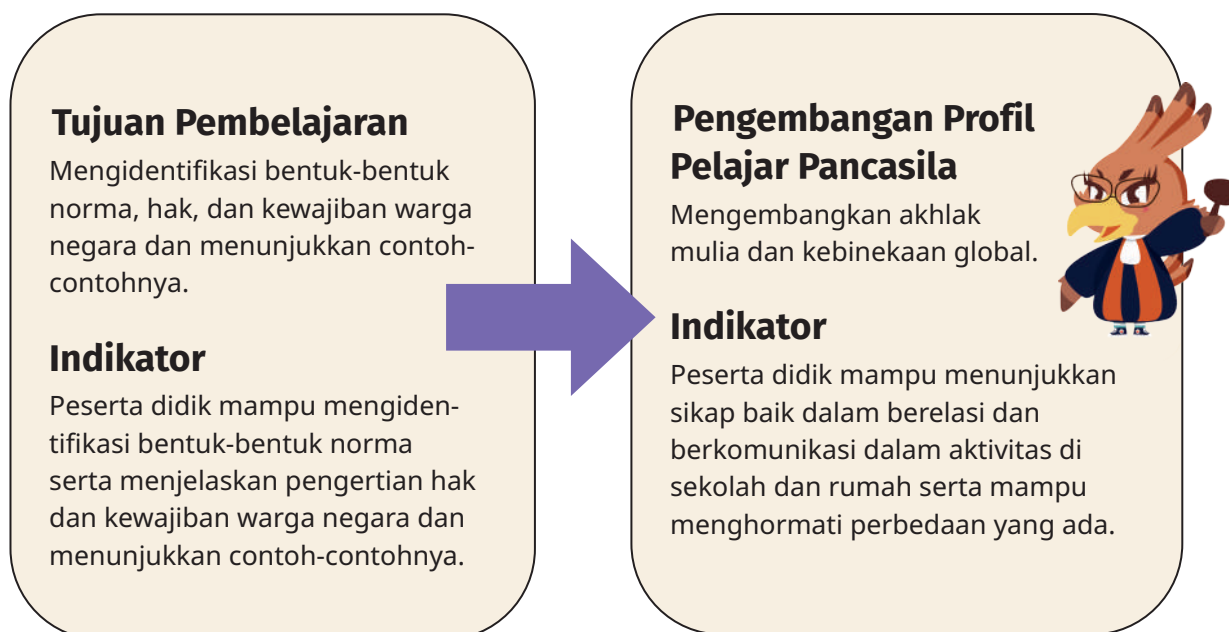 Tujuan Pembelajaran
Mengidentifikasi bentuk-bentuk
norma, hak, dan kewajiban warga
negara dan menunjukkan contoh-
contohnya.
Indikator
Peserta didik mampu mengiden-
tifikasi bentuk-bentuk norma
serta menjelaskan pengertian hak
dan kewajiban warga negara dan
menunjukkan contoh-contohnya.
Pengembangan Profil
Pelajar Pancasila
Mengembangkan akhlak
mulia dan kebinekaan global.
Indikator
Peserta didik mampu menunjukkan
sikap baik dalam berelasi dan
berkomunikasi dalam aktivitas di
sekolah dan rumah serta mampu
menghormati perbedaan yang ada.